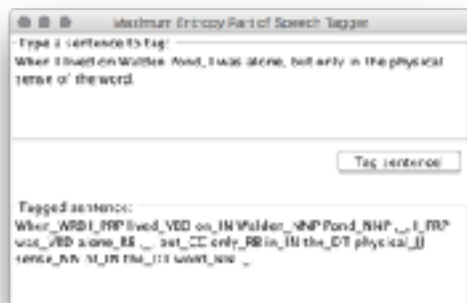 Maximum Entropy Part of Speech Tagger
Type a sentence to tag:
When I lived on Walden Pond, I was alone, but only in the physical
sense of the word.
Tag sentence!
Tagged sentence:
When_WRB I_PRP lived_VBD on_IN Walden_NNP Pond_NNP ,_, I_PRP
was_VBD alone_RB ,_, but_CC only_RB in_IN the_DT physical_JJ
sense_NN of_IN the_DT word_NN ._.